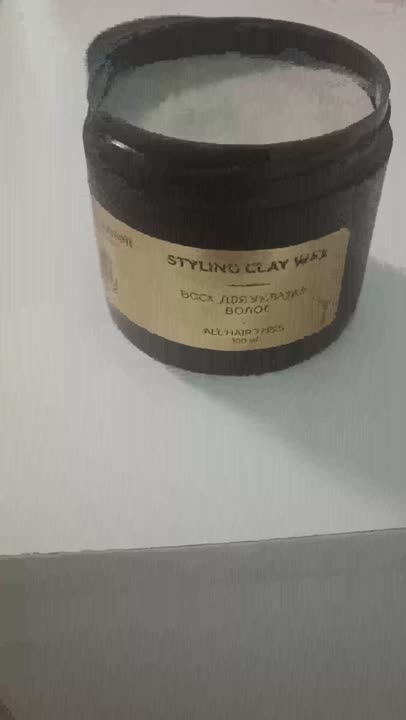 STYLING CLAY WAX
ВОСК ДЛЯ УКЛАДКИ
ВОЛОС
ALL HAIR TYPES
100 ml